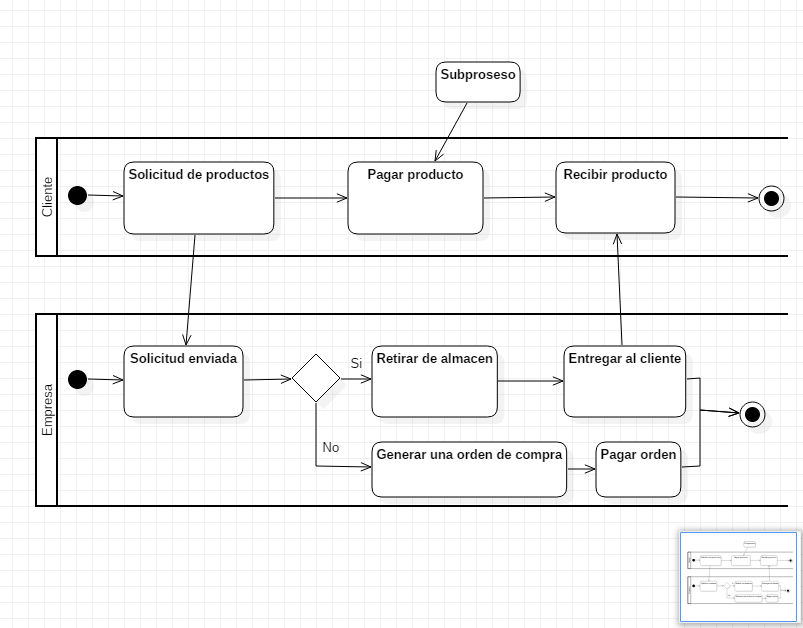 Subproseso
Cliente
Solicitud de productos
Pagar producto
Recibir producto
Empresa
Solicitud enviada
Si
Retirar de almacen
Entregar al cliente
No
Generar una orden de compra
Pagar orden